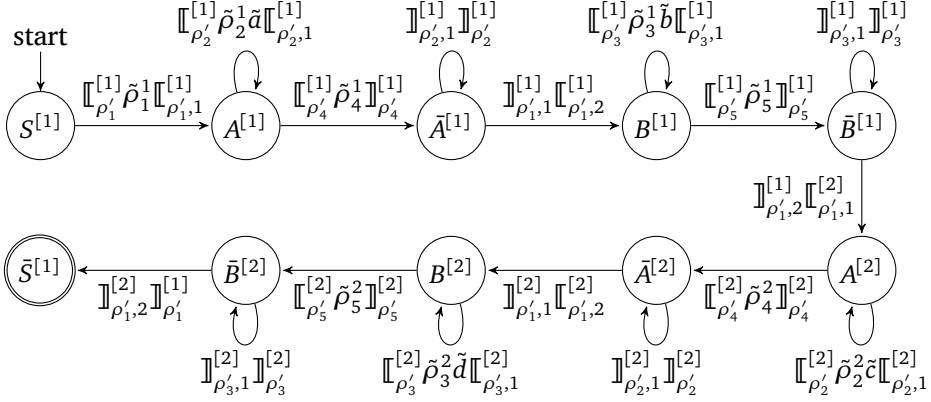 ⟦^{[1]}_{ρ′_2} ρ̃^1_2 ã ⟦^{[1]}_{ρ′_2,1} ⟧^{[1]}_{ρ′_2,1} ⟧^{[1]}_{ρ′_2} ⟦^{[1]}_{ρ′_3} ρ̃^1_3 b̃ ⟦^{[1]}_{ρ′_3,1} ⟧^{[1]}_{ρ′_3,1} ⟧^{[1]}_{ρ′_3}
start
⟦^{[1]}_{ρ′_1} ρ̃^1_1 ⟦^{[1]}_{ρ′_1,1} ⟦^{[1]}_{ρ′_4} ρ̃^1_4 ⟧^{[1]}_{ρ′_4} ⟧^{[1]}_{ρ′_1,1} ⟦^{[1]}_{ρ′_1,2} ⟦^{[1]}_{ρ′_5} ρ̃^1_5 ⟧^{[1]}_{ρ′_5}
S^{[1]} A^{[1]} Ā^{[1]} B^{[1]} B̄^{[1]}
⟧^{[1]}_{ρ′_1,2} ⟦^{[2]}_{ρ′_1,1}
S̄^{[1]} B̄^{[2]} B^{[2]} Ā^{[2]} A^{[2]}
⟧^{[2]}_{ρ′_1,2} ⟧^{[1]}_{ρ′_1} ⟦^{[2]}_{ρ′_5} ρ̃^2_5 ⟧^{[2]}_{ρ′_5} ⟧^{[2]}_{ρ′_1,1} ⟦^{[2]}_{ρ′_1,2} ⟦^{[2]}_{ρ′_4} ρ̃^2_4 ⟧^{[2]}_{ρ′_4}
⟧^{[2]}_{ρ′_3,1} ⟧^{[2]}_{ρ′_3} ⟦^{[2]}_{ρ′_3} ρ̃^2_3 d̃ ⟦^{[2]}_{ρ′_3,1} ⟧^{[2]}_{ρ′_2,1} ⟧^{[2]}_{ρ′_2} ⟦^{[2]}_{ρ′_2} ρ̃^2_2 c̃ ⟦^{[2]}_{ρ′_2,1}